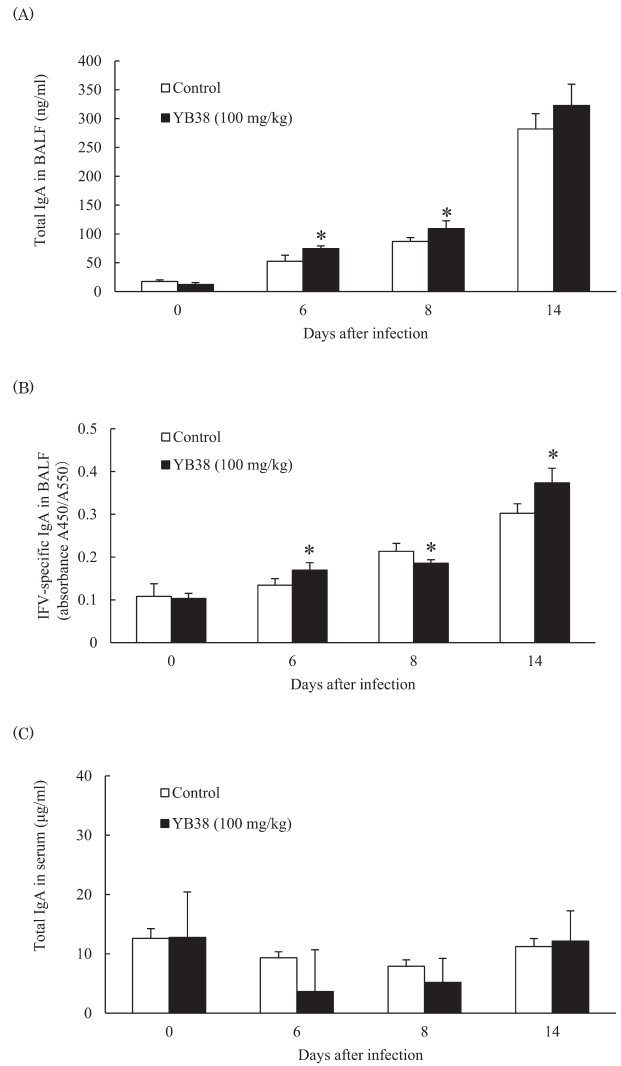 (A)
Total IgA in BALF (ng/ml)
400
350
300
250
200
150
100
50
0
Control
YB38 (100 mg/kg)
*
*
0 6 8 14
Days after infection
(B)
IFV-specific IgA in BALF
(absorbance A450/A550)
0.5
0.4
0.3
0.2
0.1
0
Control
YB38 (100 mg/kg)
*
*
*
0 6 8 14
Days after infection
(C)
Total IgA in serum (μg/ml)
40
30
20
10
0
Control
YB38 (100 mg/kg)
0 6 8 14
Days after infection